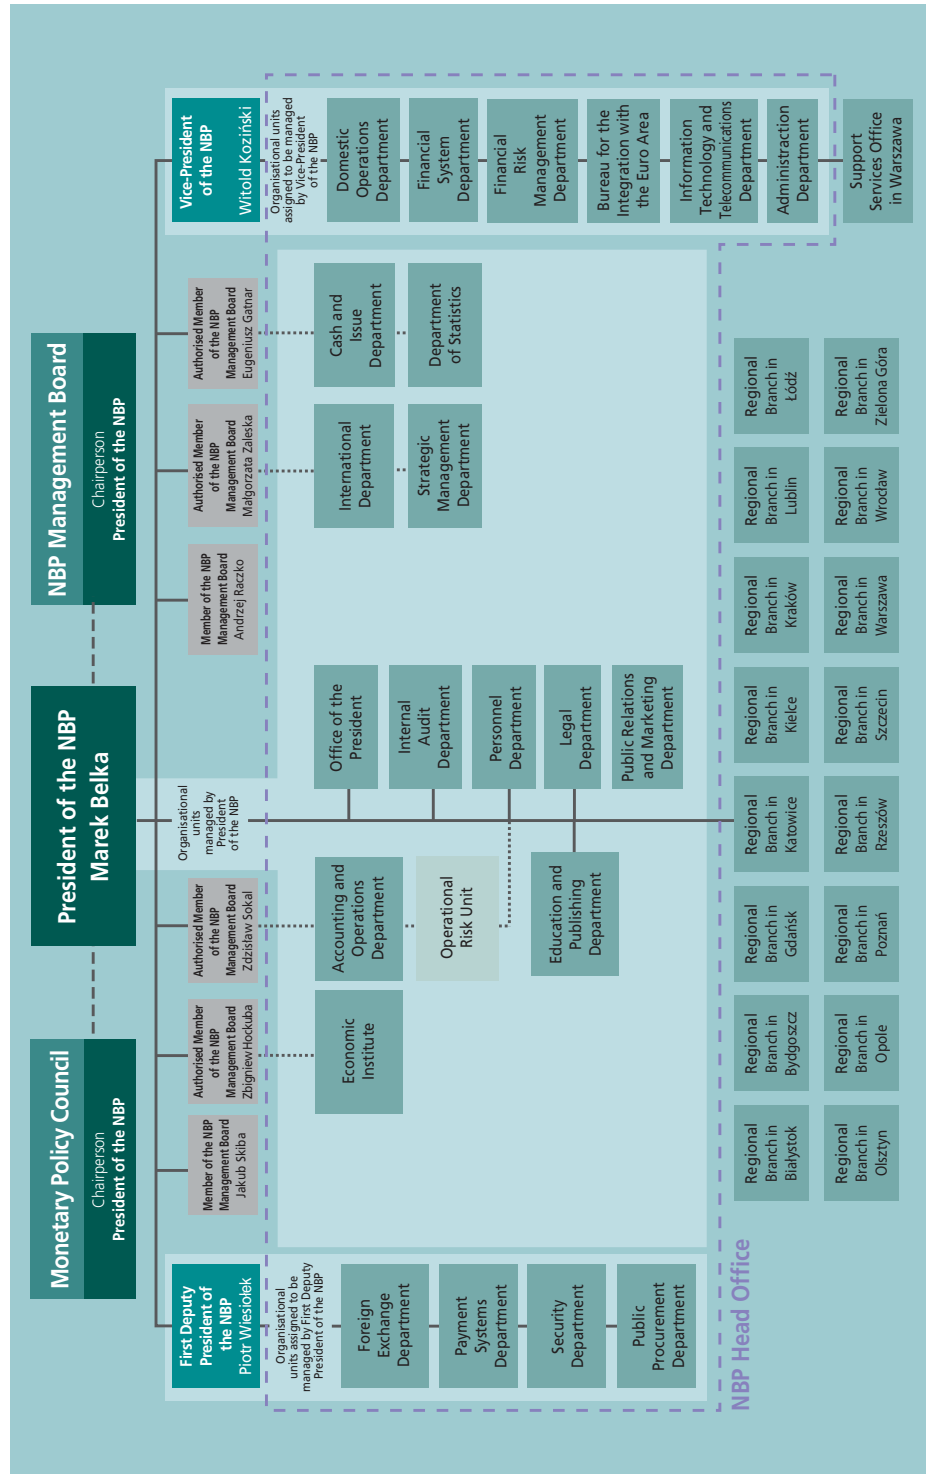 Monetary Policy Council
Chairperson
President of the NBP
President of the NBP
Marek Belka
NBP Management Board
Chairperson
President of the NBP
First Deputy
President of
the NBP
Piotr Wiesiołek
Member of the NBP
Management Board
Jakub Skiba
Authorised Member
of the NBP
Management Board
Zbigniew Hockuba
Authorised Member
of the NBP
Management Board
Zdzisław Sokal
Organisational
units
managed by
President
of the NBP
Member of the NBP
Management Board
Andrzej Raczko
Authorised Member
of the NBP
Management Board
Małgorzata Zaleska
Authorised Member
of the NBP
Management Board
Eugeniusz Gatnar
Vice-President
of the NBP
Witold Koziński
Organisational
units assigned to be
managed by First Deputy
President of the NBP
Foreign
Exchange
Department
Payment
Systems
Department
Security
Department
Public
Procurement
Department
Economic
Institute
Accounting and
Operations
Department
Operational
Risk Unit
Education and
Publishing
Department
Office of the
President
Internal
Audit
Department
Personnel
Department
Legal
Department
Public Relations
and Marketing
Department
International
Department
Strategic
Management
Department
Cash and
Issue
Department
Department
of Statistics
Organisational units
assigned to be managed
by Vice-President
of the NBP
Domestic
Operations
Department
Financial
System
Department
Financial
Risk
Management
Department
Bureau for the
Integration with
the Euro Area
Information
Technology and
Telecommunications
Department
Administraction
Department
Support
Services Office
in Warszawa
NBP Head Office
Regional
Branch in
Białystok
Regional
Branch in
Bydgoszcz
Regional
Branch in
Gdańsk
Regional
Branch in
Katowice
Regional
Branch in
Kielce
Regional
Branch in
Kraków
Regional
Branch in
Lublin
Regional
Branch in
Łódź
Regional
Branch in
Olsztyn
Regional
Branch in
Opole
Regional
Branch in
Poznań
Regional
Branch in
Rzeszów
Regional
Branch in
Szczecin
Regional
Branch in
Warszawa
Regional
Branch in
Wrocław
Regional
Branch in
Zielona Góra